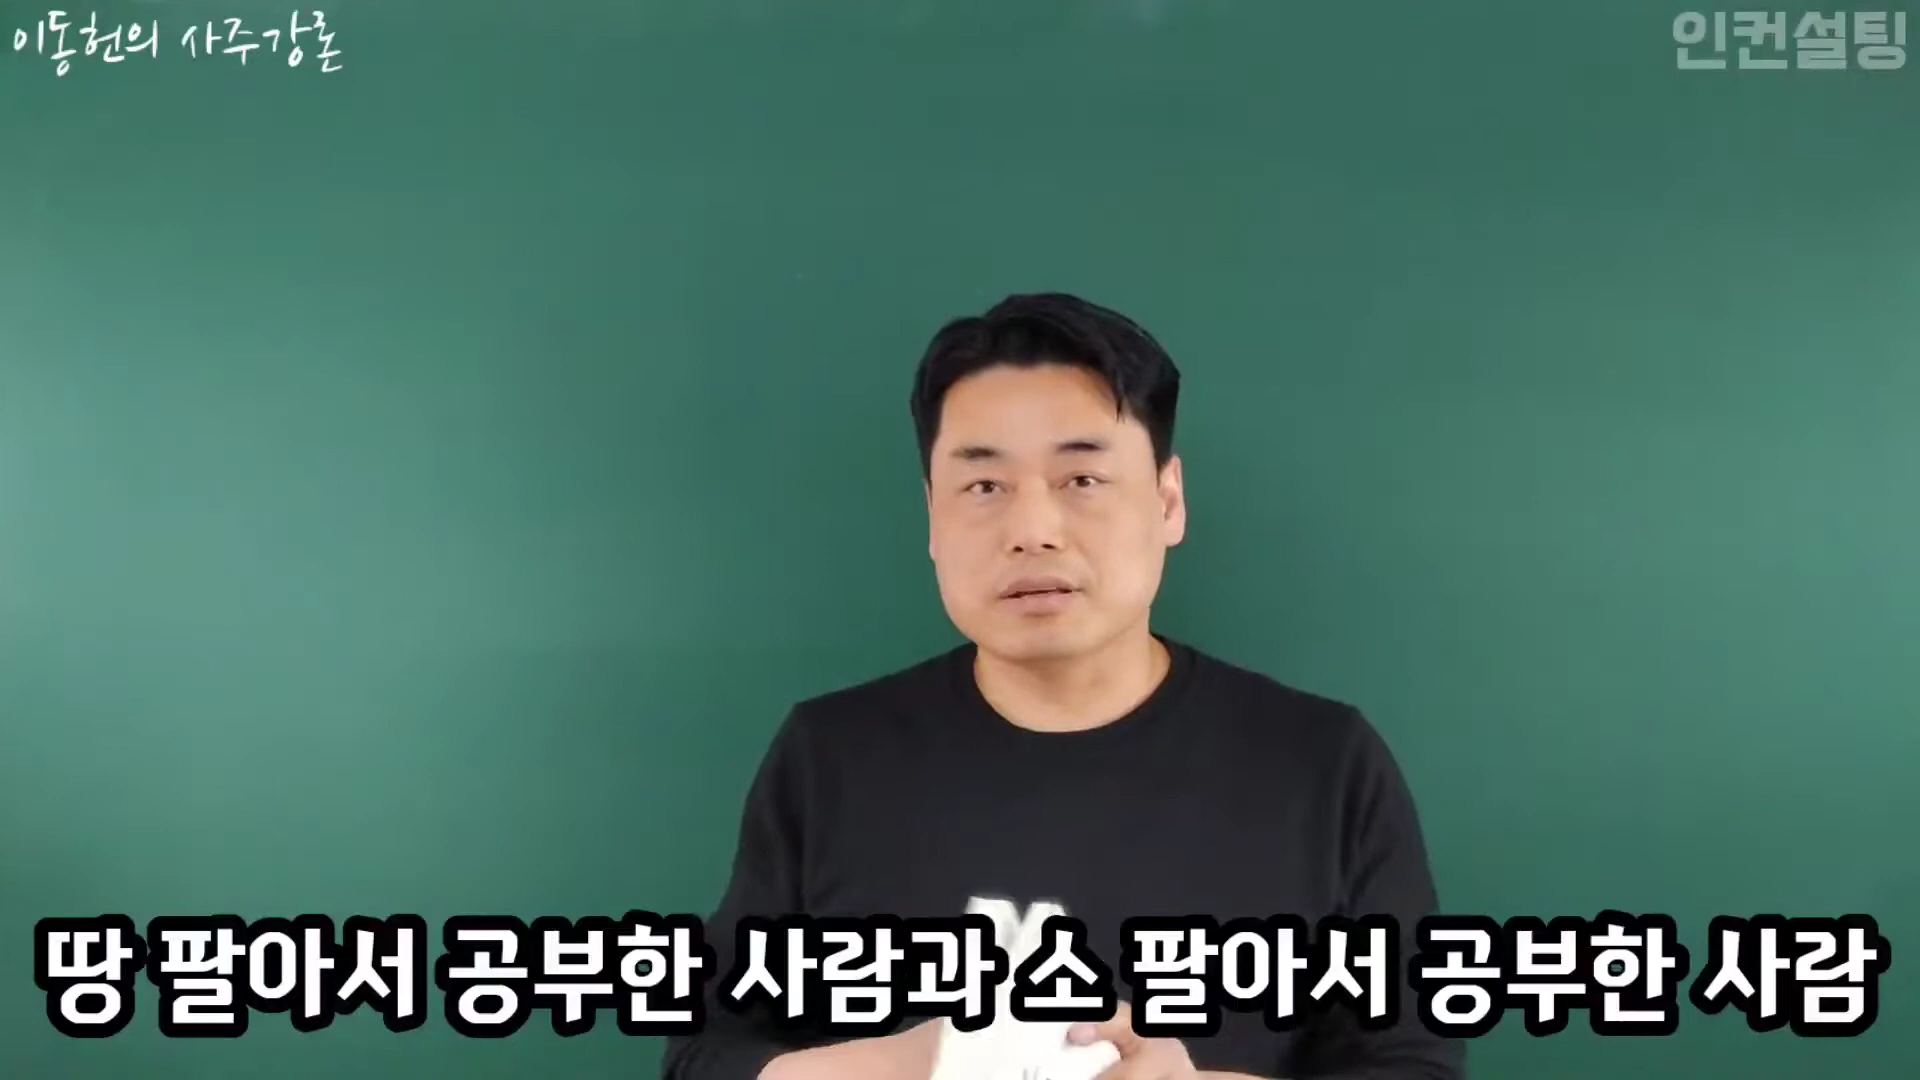 이동헌의 사주강론
인컨설팅
땅 팔아서 공부한 사람과 소 팔아서 공부한 사람